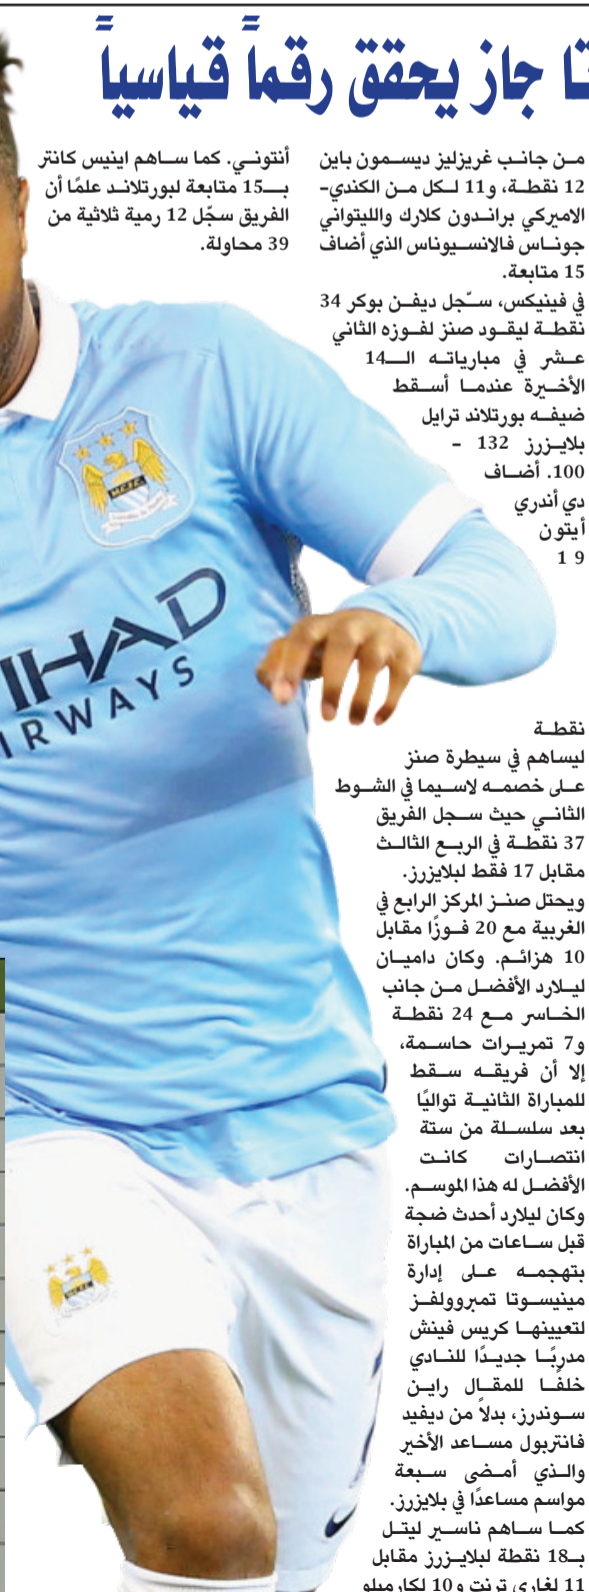 تا جاز يحقق رقماً قياسياً
من جانب غريزليز ديسمون باين
12 نقطة، و11 لكل من الكندي-
الاميركي براندون كلارك والليتواني
جوناس فالانسيوناس الذي أضاف
15 متابعة.
في فينيكس، سجّل ديفن بوكر 34
نقطة ليقود صنز لفوزه الثاني
عشر في مبارياته الـ14
الأخيرة عندما أسقط
ضيفه بورتلاند ترايل
بلايزرز 132 -
100. أضاف
دي أندري
أيتون
19
نقطة
ليساهم في سيطرة صنز
على خصمه لاسيما في الشوط
الثاني حيث سجل الفريق
37 نقطة في الربع الثالث
مقابل 17 فقط لبلايزرز.
ويحتل صنز المركز الرابع في
الغربية مع 20 فوزًا مقابل
10 هزائم. وكان داميان
ليلارد الأفضل من جانب
الخاسر مع 24 نقطة
و7 تمريرات حاسمة،
إلا أن فريقه سقط
للمباراة الثانية تواليًا
بعد سلسلة من ستة
انتصارات كانت
الأفضل له هذا الموسم.
وكان ليلارد أحدث ضجة
قبل ساعات من المباراة
بتهجمه على إدارة
مينيسوتا تمبروولفز
لتعيينها كريس فينش
مدربًا جديدًا للنادي
خلفًا للمقال راين
سوندرز، بدلاً من ديفيد
فانتربول مساعد الأخير
والذي أمضى سبعة
مواسم مساعدًا في بلايزرز.
كما ساهم ناسير ليتل
بـ18 نقطة لبلايزرز مقابل
11 لغاري ترنت و10 لكارميلو
أنتوني. كما ساهم اينيس كانتر
بـ15 متابعة لبورتلاند علمًا أن
الفريق سجّل 12 رمية ثلاثية من
39 محاولة.
M.C.F.C.
TIHAD
AIRWAYS
M.C.F.C.